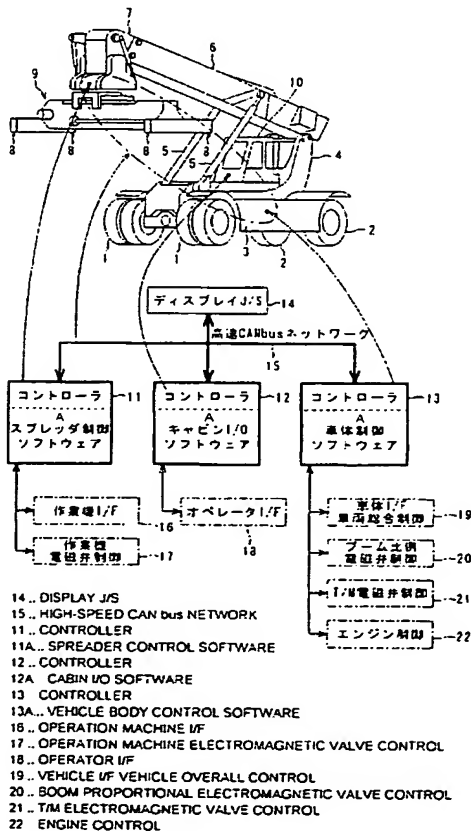 7
6
9
10
8
8
8
8
5
5
4
1
1
3
2
2
ディスプレイJ/S
14
高速CANbusネットワーク
15
コントローラ
11
A
スプレッダ制御
ソフトウェア
コントローラ
12
A
キャビンI/O
ソフトウェア
コントローラ
13
A
車体制御
ソフトウェア
作業機I/F
16
作業機
電磁弁制御
17
オペレータI/F
18
車体I/F
車両総合制御
19
ブーム比例
電磁弁制御
20
T/M電磁弁制御
21
エンジン制御
22
14.. DISPLAY J/S
15.. HIGH-SPEED CAN bus NETWORK
11.. CONTROLLER
11A... SPREADER CONTROL SOFTWARE
12.. CONTROLLER
12A CABIN I/O SOFTWARE
13 CONTROLLER
13A... VEHICLE BODY CONTROL SOFTWARE
16.. OPERATION MACHINE I/F
17.. OPERATION MACHINE ELECTROMAGNETIC VALVE CONTROL
18.. OPERATOR I/F
19.. VEHICLE I/F VEHICLE OVERALL CONTROL
20.. BOOM PROPORTIONAL ELECTROMAGNETIC VALVE CONTROL
21.. T/M ELECTROMAGNETIC VALVE CONTROL
22 ENGINE CONTROL